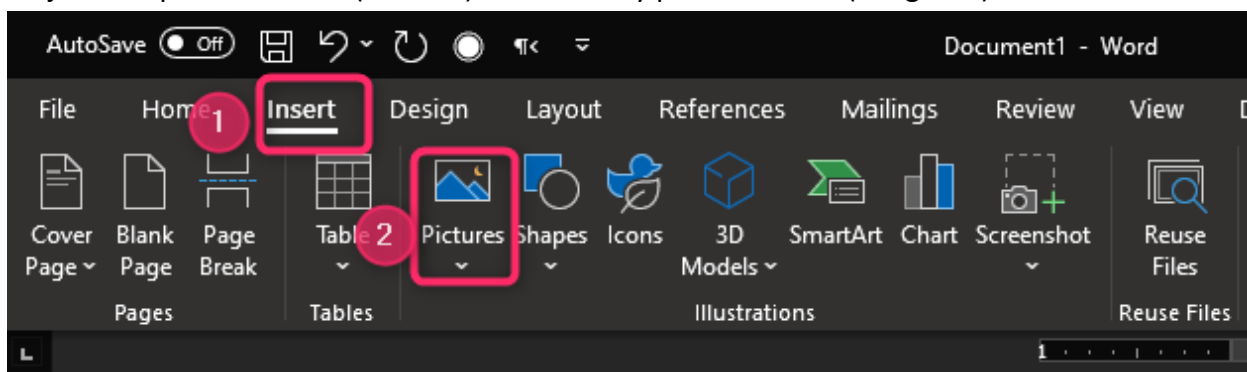 AutoSave Off Document1 - Word
File Home Insert Design Layout References Mailings Review View
1
2
Cover Blank Page Table Pictures Shapes Icons 3D SmartArt Chart Screenshot Reuse
Page Page Break Models Files
Pages Tables Illustrations Reuse Files
L 1